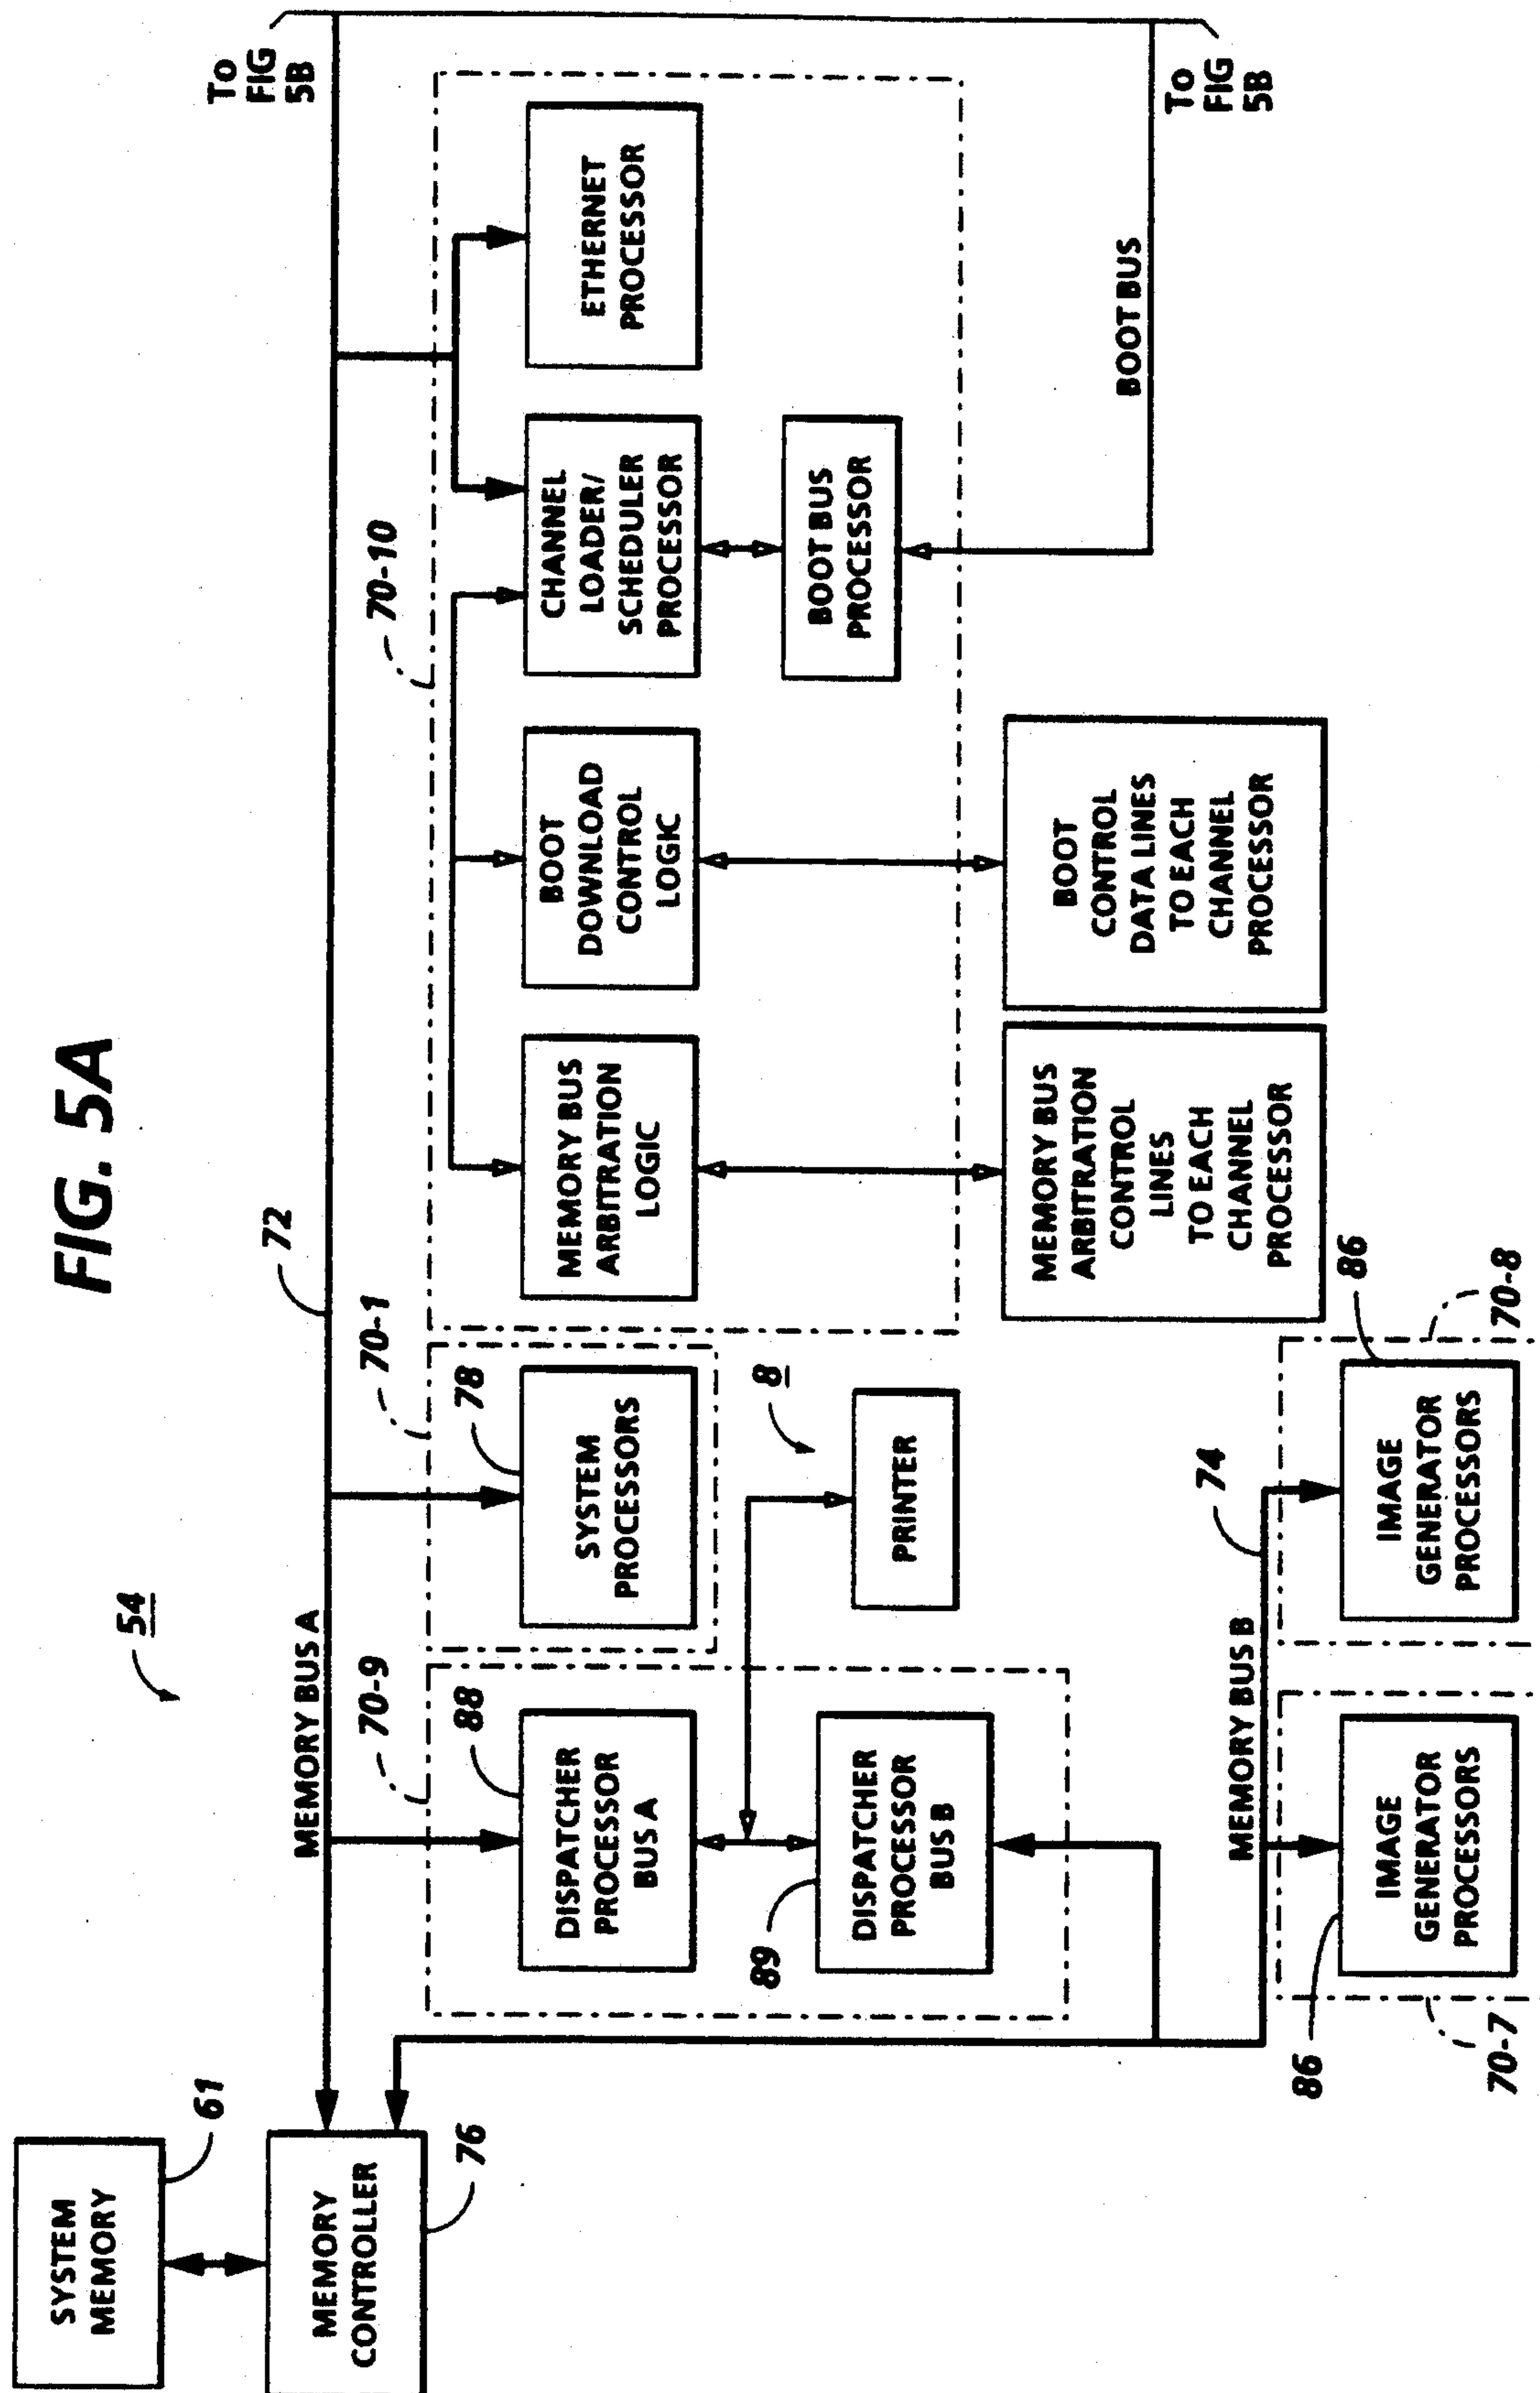 FIG. 5A
54
SYSTEM
MEMORY
61
MEMORY
CONTROLLER
76
MEMORY BUS A
72
To
FIG
5B
70-9
88
DISPATCHER
PROCESSOR
BUS A
89
DISPATCHER
PROCESSOR
BUS B
70-1
78
SYSTEM
PROCESSORS
8
PRINTER
70-10
MEMORY BUS
ARBITRATION
LOGIC
BOOT
DOWNLOAD
CONTROL
LOGIC
CHANNEL
LOADER/
SCHEDULER
PROCESSOR
ETHERNET
PROCESSOR
BOOT BUS
PROCESSOR
MEMORY BUS
ARBITRATION
CONTROL
LINES
TO EACH
CHANNEL
PROCESSOR
BOOT
CONTROL
DATA LINES
TO EACH
CHANNEL
PROCESSOR
BOOT BUS
To
FIG
5B
MEMORY BUS B
74
86
IMAGE
GENERATOR
PROCESSORS
70-7
86
IMAGE
GENERATOR
PROCESSORS
70-8